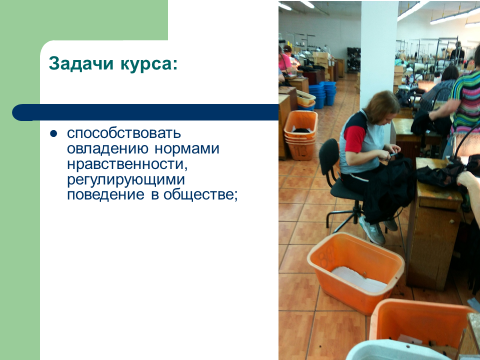 Задачи курса:
способствовать
овладению нормами
нравственности,
регулирующими
поведение в обществе;